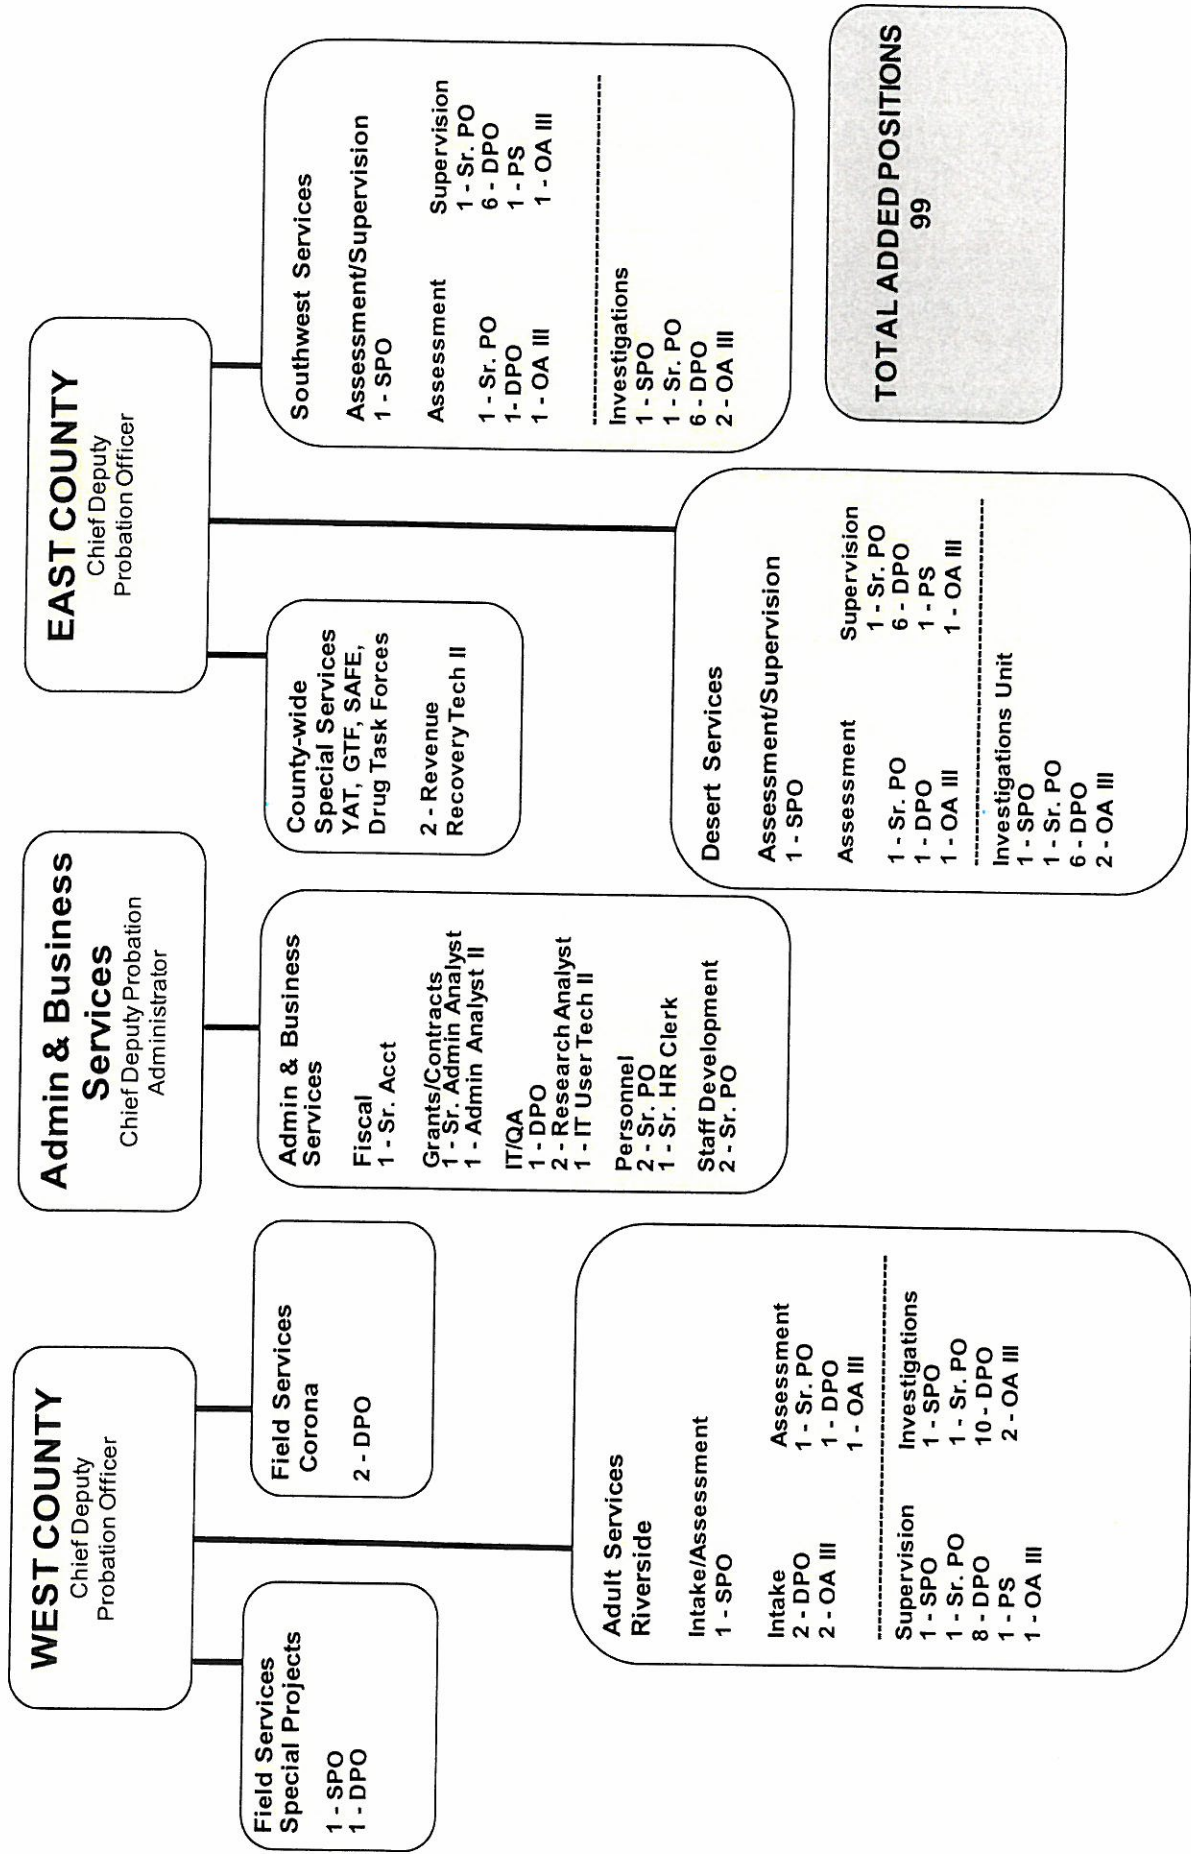 WEST COUNTY
Chief Deputy
Probation Officer
Field Services
Special Projects
1 - SPO
1 - DPO
Field Services
Corona
2 - DPO
Adult Services
Riverside
Intake/Assessment
1 - SPO
Intake
2 - DPO
2 - OA III
Assessment
1 - Sr. PO
1 - DPO
1 - OA III
Supervision
1 - SPO
1 - Sr. PO
8 - DPO
1 - PS
1 - OA III
Investigations
1 - SPO
1 - Sr. PO
10 - DPO
2 - OA III
Admin & Business
Services
Chief Deputy Probation
Administrator
Admin & Business
Services
Fiscal
1 - Sr. Acct
Grants/Contracts
1 - Sr. Admin Analyst
1 - Admin Analyst II
IT/QA
1 - DPO
2 - Research Analyst
1 - IT User Tech II
Personnel
2 - Sr. PO
1 - Sr. HR Clerk
Staff Development
2 - Sr. PO
EAST COUNTY
Chief Deputy
Probation Officer
County-wide
Special Services
YAT, GTF, SAFE,
Drug Task Forces
2 - Revenue
Recovery Tech II
Desert Services
Assessment/Supervision
1 - SPO
Assessment
1 - Sr. PO
1 - DPO
1 - OA III
Supervision
1 - Sr. PO
6 - DPO
1 - PS
1 - OA III
Investigations Unit
1 - SPO
1 - Sr. PO
6 - DPO
2 - OA III
Southwest Services
Assessment/Supervision
1 - SPO
Assessment
1 - Sr. PO
1- DPO
1 - OA III
Supervision
1 - Sr. PO
6 - DPO
1 - PS
1 - OA III
Investigations
1 - SPO
1 - Sr. PO
6 - DPO
2 - OA III
TOTAL ADDED POSITIONS
99